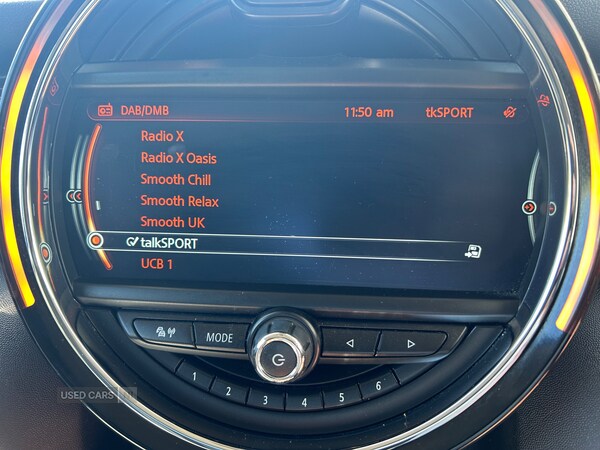 DAB/DMB 11:50 am tkSPORT
Radio X
Radio X Oasis
Smooth Chill
Smooth Relax
Smooth UK
talkSPORT
UCB 1
MODE
1 2 3 4 5 6
USED CARS NI